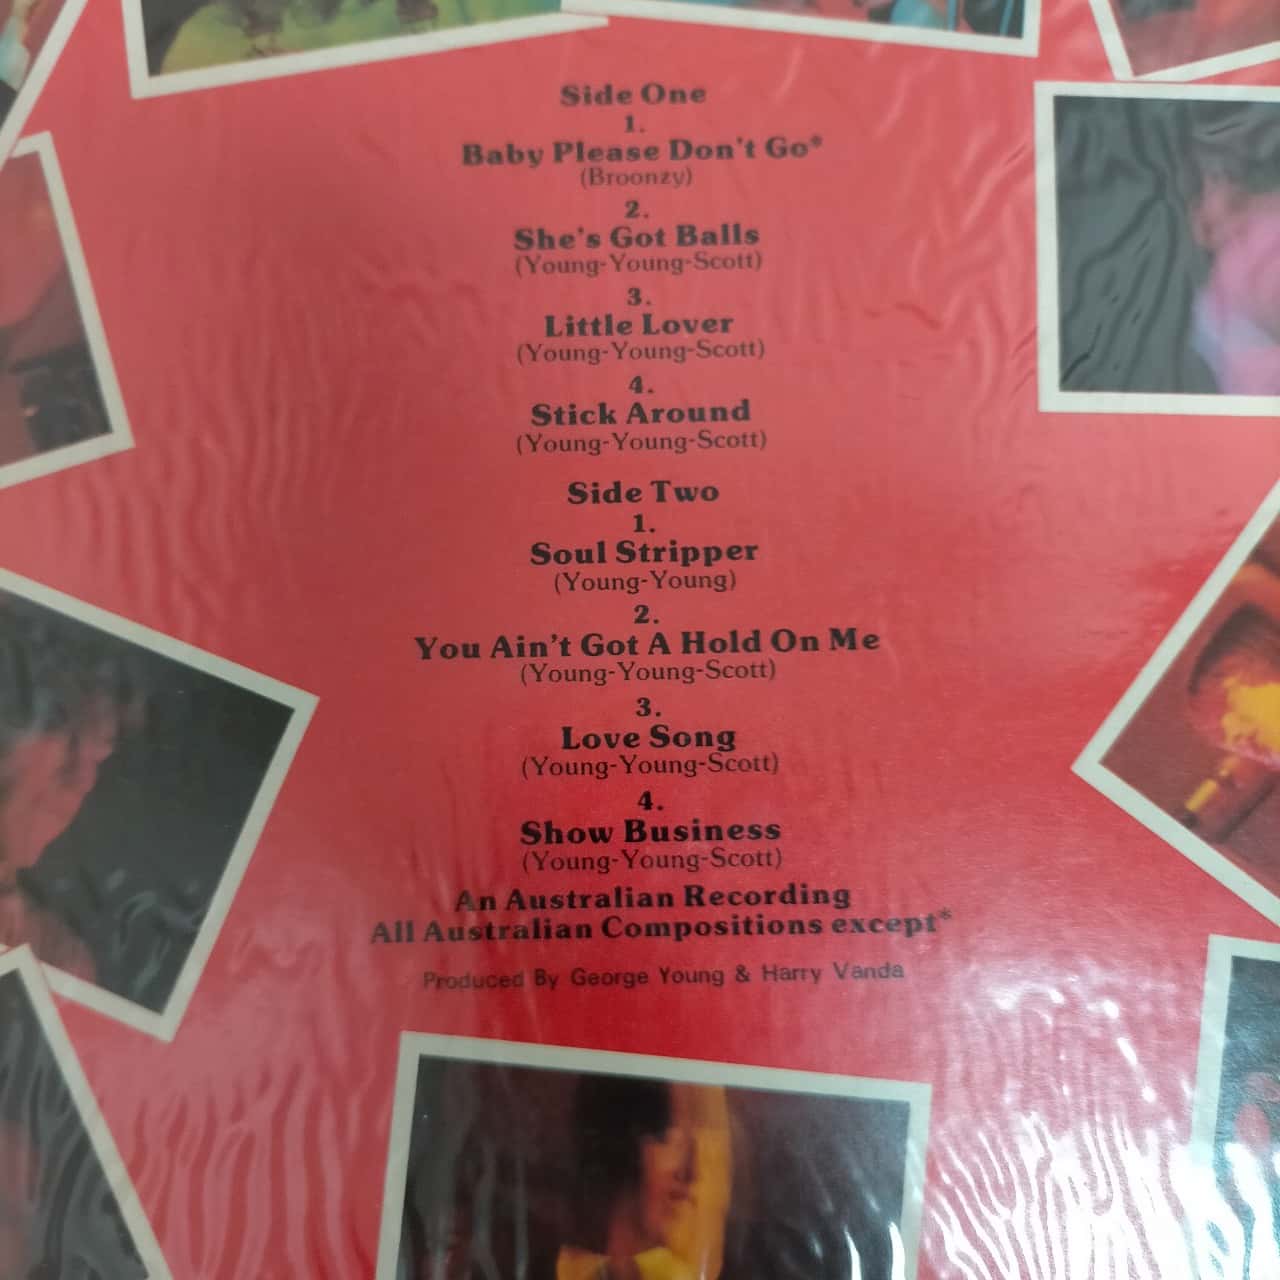 Side One
1.
Baby Please Don't Go*
(Broonzy)
2.
She's Got Balls
(Young-Young-Scott)
3.
Little Lover
(Young-Young-Scott)
4.
Stick Around
(Young-Young-Scott)
Side Two
1.
Soul Stripper
(Young-Young)
2.
You Ain't Got A Hold On Me
(Young-Young-Scott)
3.
Love Song
(Young-Young-Scott)
4.
Show Business
(Young-Young-Scott)
An Australian Recording
All Australian Compositions except*
Produced By George Young & Harry Vanda